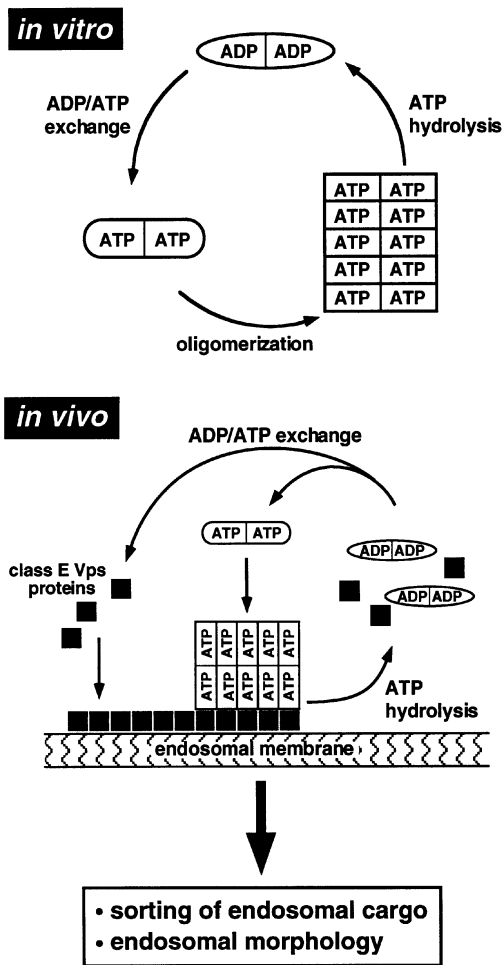 in vitro
ADP ADP
ADP/ATP
exchange
ATP
hydrolysis
ATP ATP
ATP ATP
ATP ATP
ATP ATP
ATP ATP
ATP ATP
oligomerization
in vivo
ADP/ATP exchange
ATP ATP
ADP ADP
class E Vps
proteins
ADP ADP
ATP ATP ATP ATP ATP
ATP ATP ATP ATP ATP
ATP
hydrolysis
endosomal membrane
• sorting of endosomal cargo
• endosomal morphology